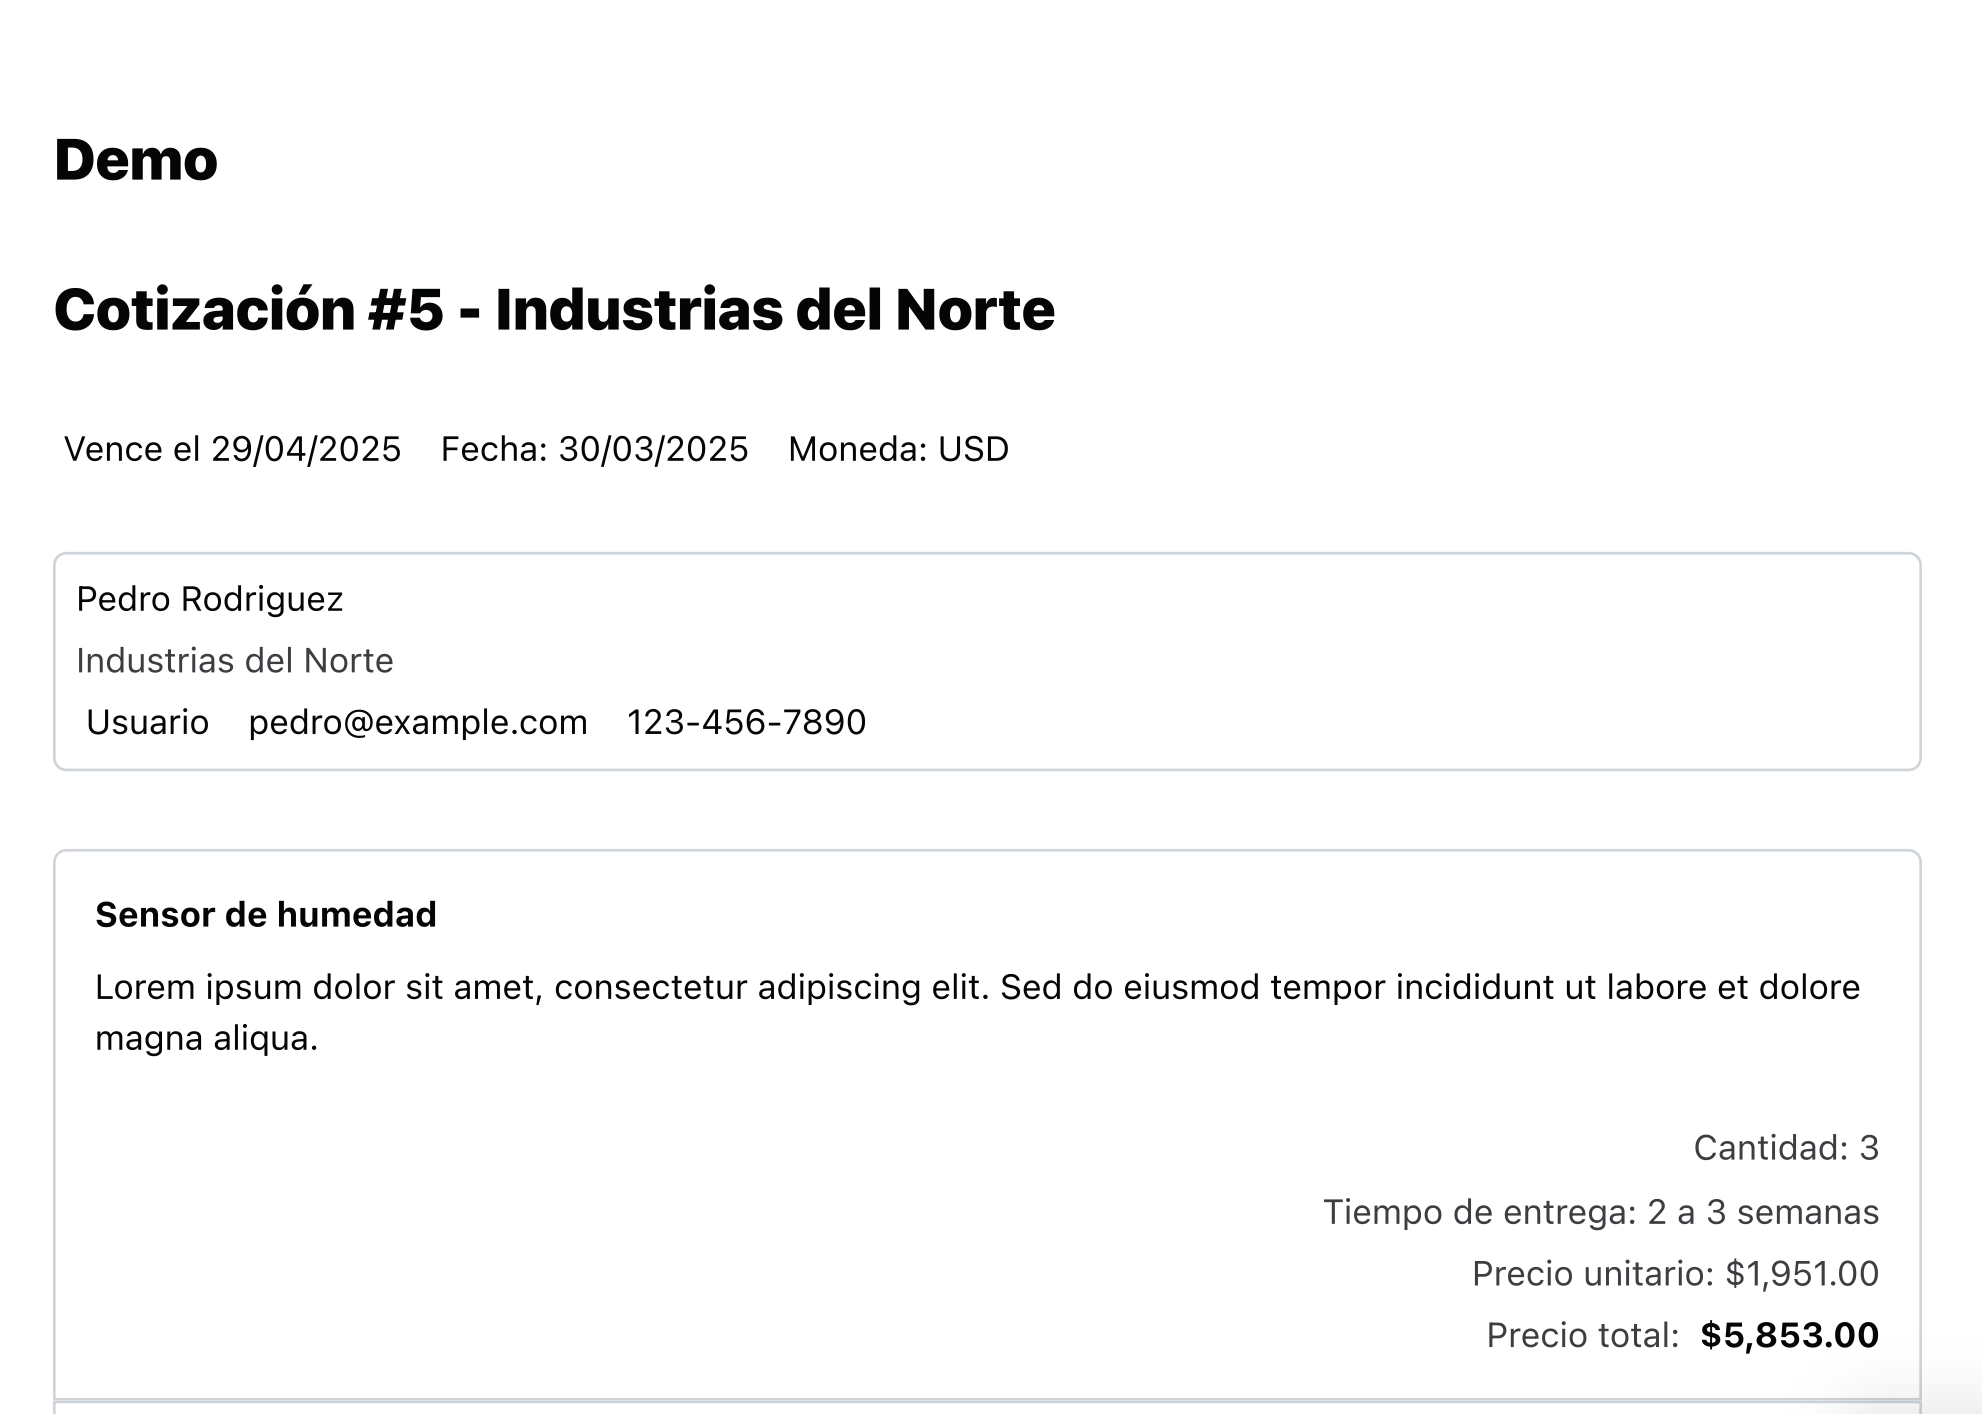 Demo
Cotización #5 - Industrias del Norte
Vence el 29/04/2025 Fecha: 30/03/2025 Moneda: USD
Pedro Rodriguez
Industrias del Norte
Usuario pedro@example.com 123-456-7890
Sensor de humedad
Lorem ipsum dolor sit amet, consectetur adipiscing elit. Sed do eiusmod tempor incididunt ut labore et dolore
magna aliqua.
Cantidad: 3
Tiempo de entrega: 2 a 3 semanas
Precio unitario: $1,951.00
Precio total: $5,853.00